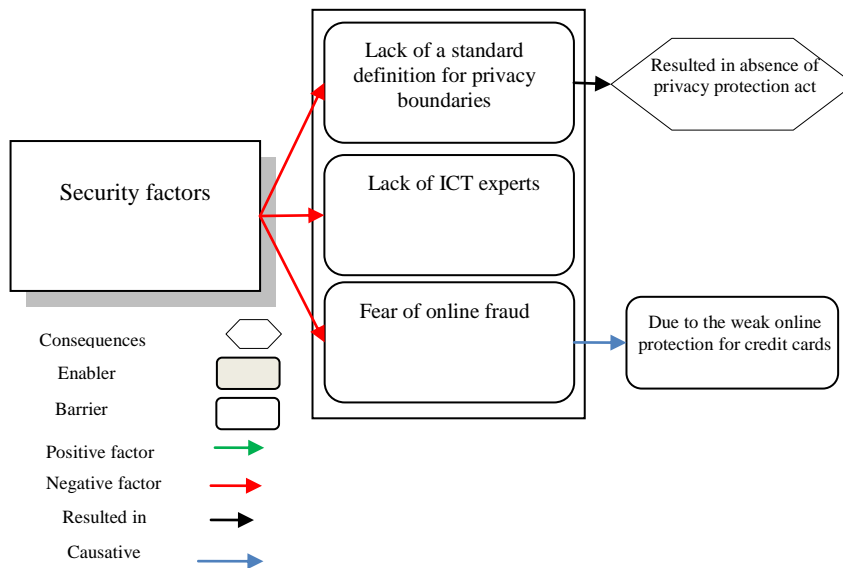 Security factors
Lack of a standard
definition for privacy
boundaries
Resulted in absence of
privacy protection act
Lack of ICT experts
Fear of online fraud
Due to the weak online
protection for credit cards
Consequences
Enabler
Barrier
Positive factor
Negative factor
Resulted in
Causative